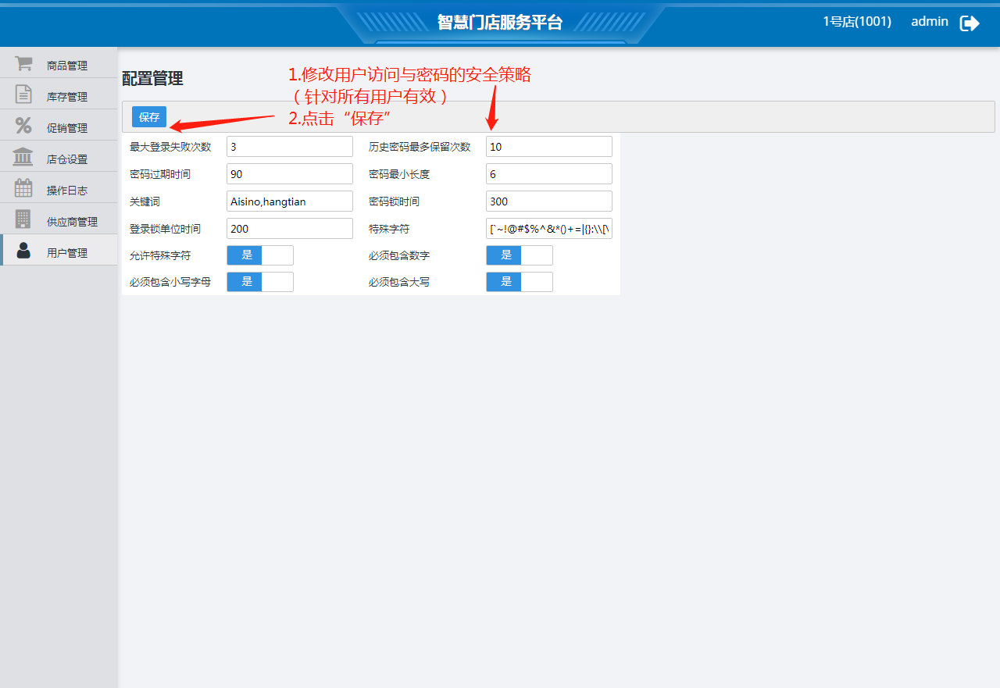 智慧门店服务平台
1号店(1001) admin
商品管理
库存管理
促销管理
店仓设置
操作日志
供应商管理
用户管理
配置管理
1.修改用户访问与密码的安全策略
（针对所有用户有效）
2.点击“保存”
保存
最大登录失败次数 3 历史密码最多保留次数 10
密码过期时间 90 密码最小长度 6
关键词 Aisino,hangtian 密码锁时间 300
登录锁单位时间 200 特殊字符 [`~!@#$%^&*()+=|{}:\\[\
允许特殊字符 是 必须包含数字 是
必须包含小写字母 是 必须包含大写 是